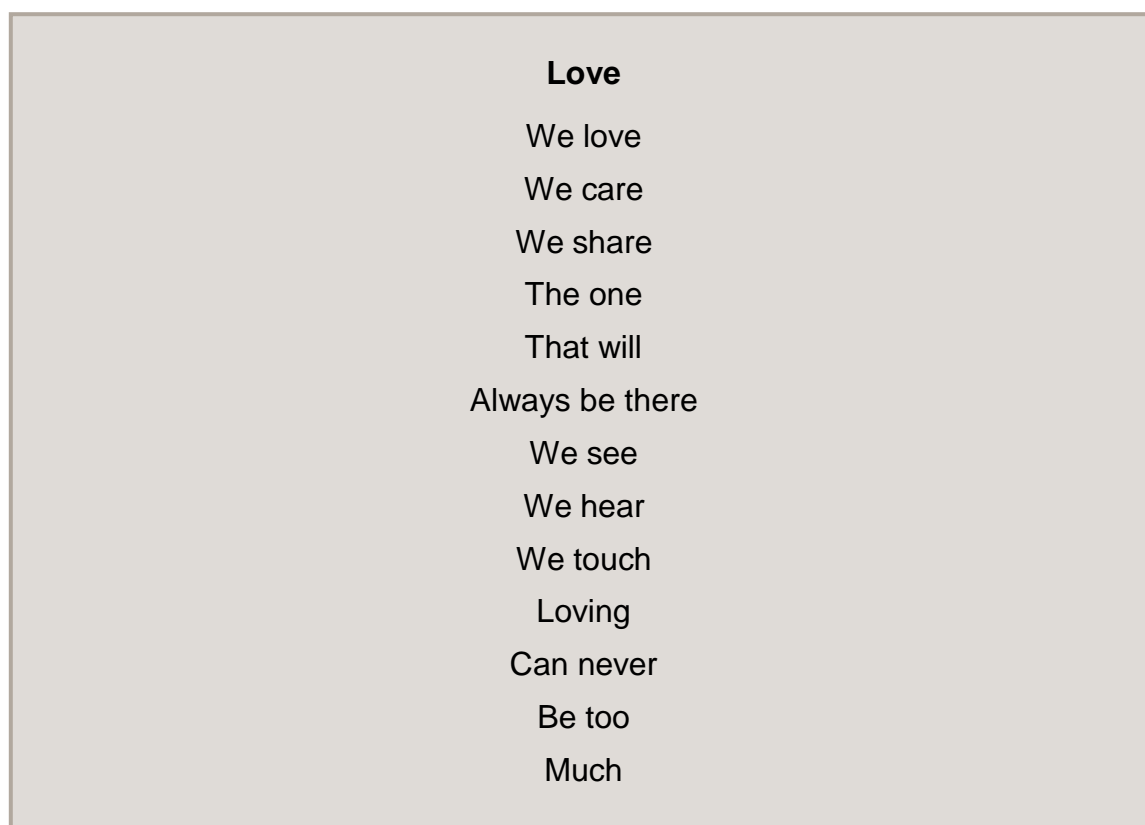 Love
We love
We care
We share
The one
That will
Always be there
We see
We hear
We touch
Loving
Can never
Be too
Much